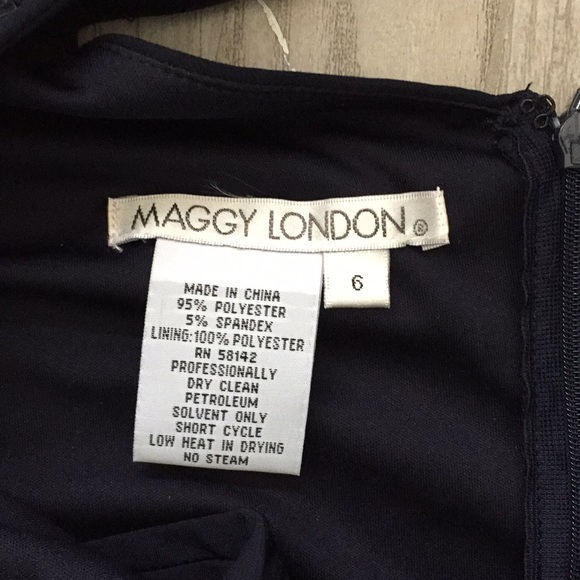 MAGGY LONDON ®
6
MADE IN CHINA
95% POLYESTER
5% SPANDEX
LINING:100% POLYESTER
RN 58142
PROFESSIONALLY
DRY CLEAN
PETROLEUM
SOLVENT ONLY
SHORT CYCLE
LOW HEAT IN DRYING
NO STEAM